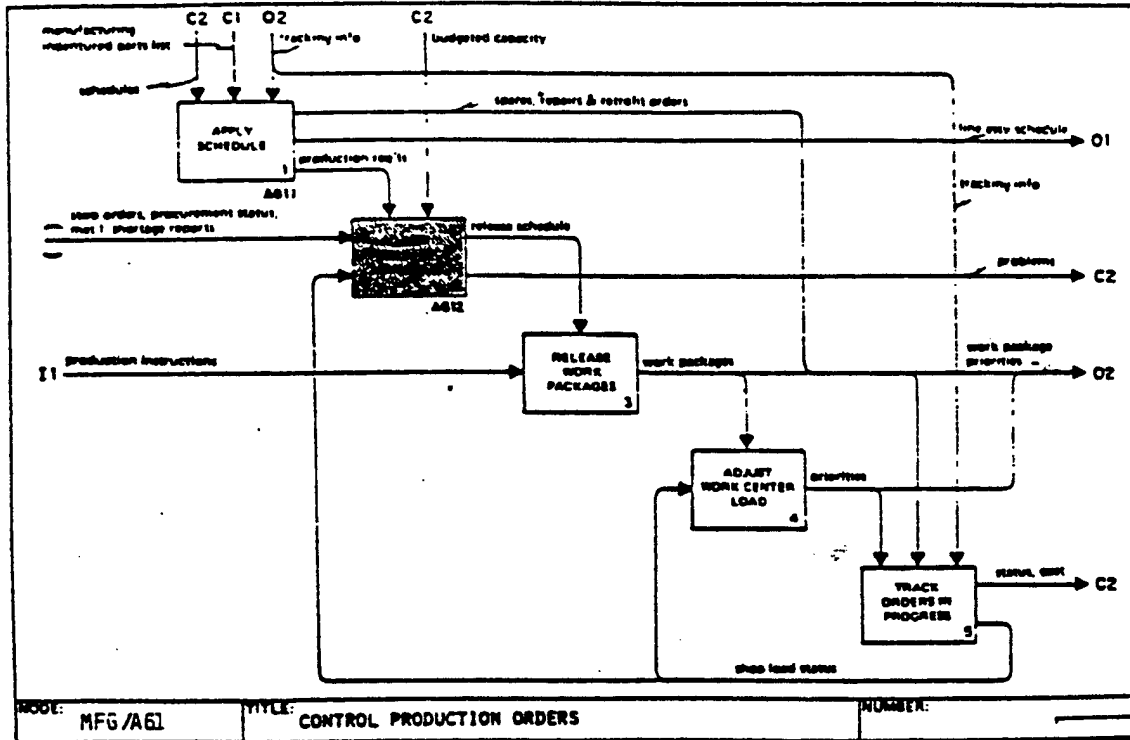 C2 C1 O2 C2
manufacturing
indentured parts list
tracking info
budgeted capacity
schedules
spares, repairs & retrofit orders
APPLY
SCHEDULE
1
line assy schedule
O1
production req'ts
A611
tracking info
shop orders, procurement status,
mat'l shortage reports
release schedule
problems
C2
A612
production instructions
I1
RELEASE
WORK
PACKAGES
3
work packages
work package
priorities
O2
ADJUST
WORK CENTER
LOAD
4
priorities
TRACK
ORDERS IN
PROGRESS
5
status, cost
C2
shop load status
NODE:
MFG/A61
TITLE:
CONTROL PRODUCTION ORDERS
NUMBER: